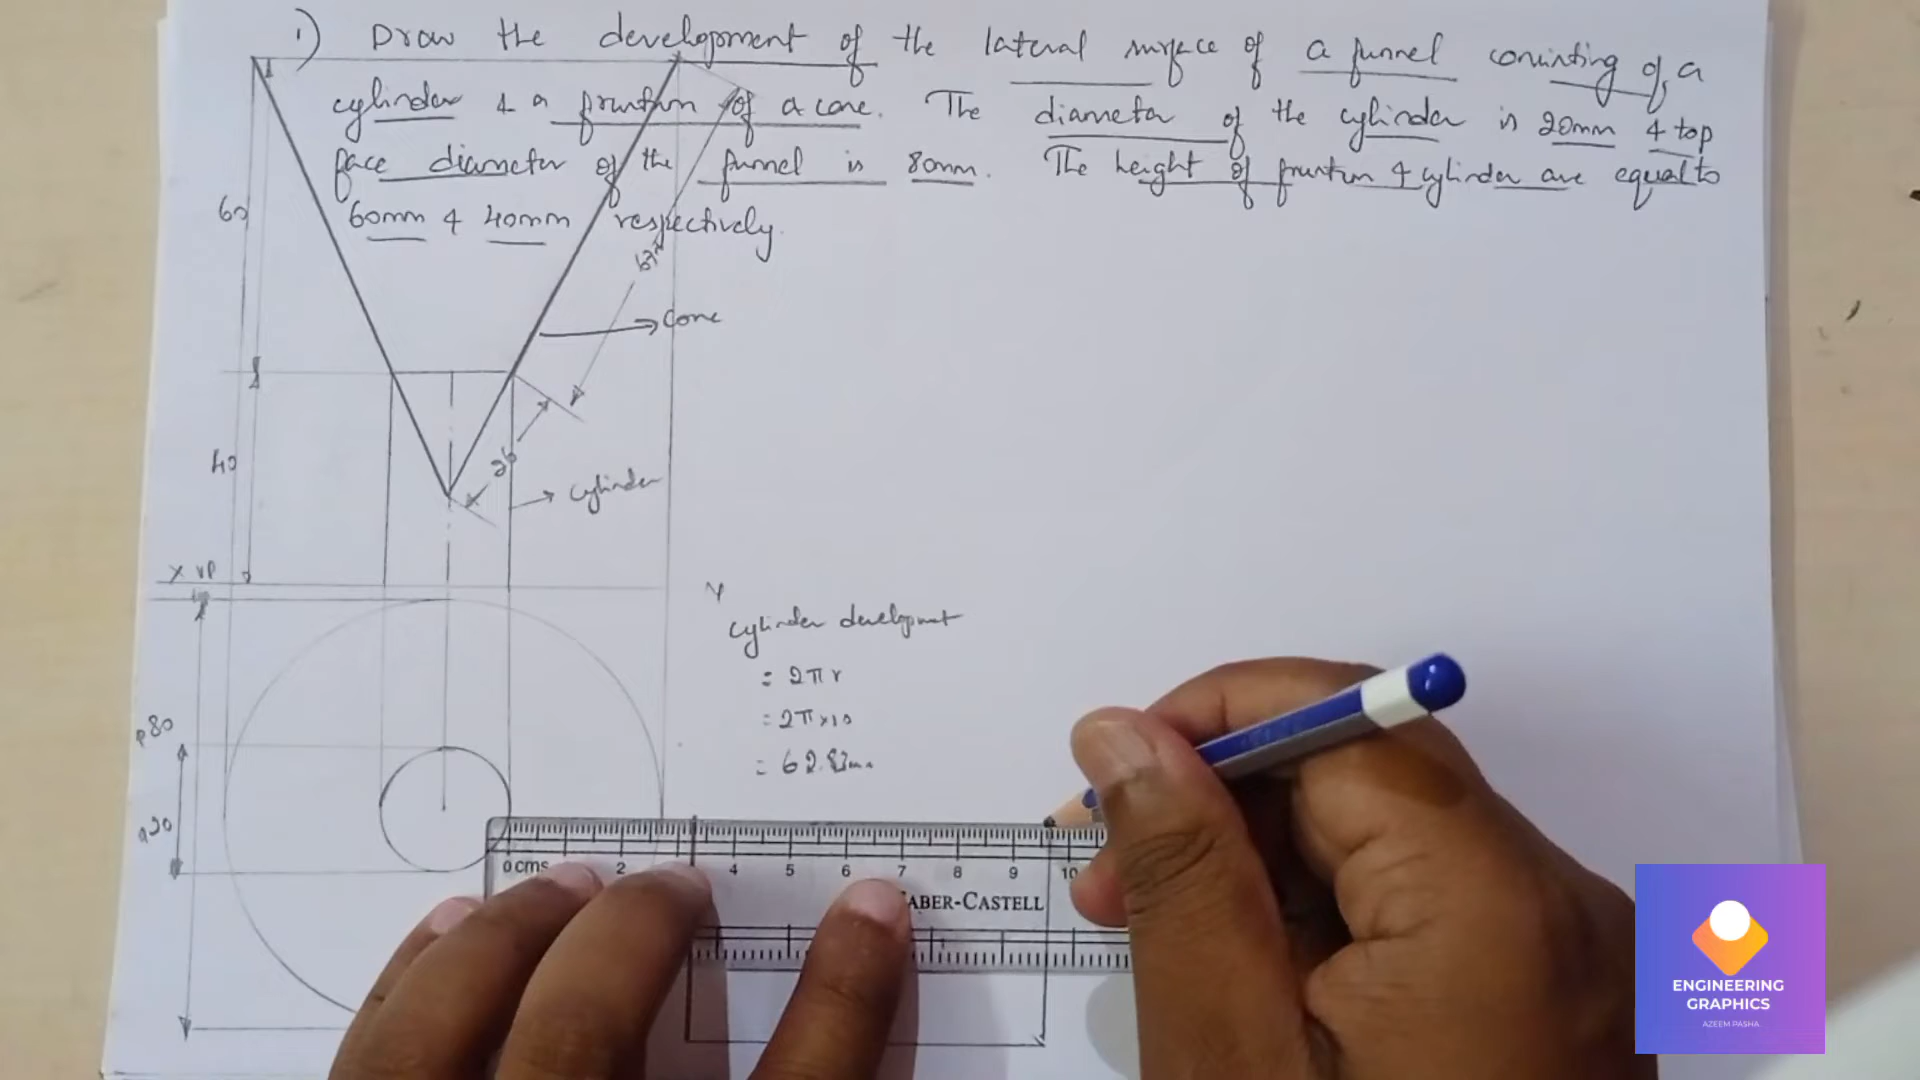 1) Draw the development of the lateral surface of a funnel consisting of a
cylinder & a frustum of a cone. The diameter of the cylinder is 20mm & top
face diameter of the funnel is 80mm. The height of frustum & cylinder are equal to
60mm & 40mm respectively.
60
cone
40
26
cylinder
X VP
Y
cylinder development
= 2πr
= 2π×10
= 62.83mm
φ80
φ20
0 cms 2 4 5 6 7 8 9 10
FABER-CASTELL
ENGINEERING
GRAPHICS
AZEEM PASHA